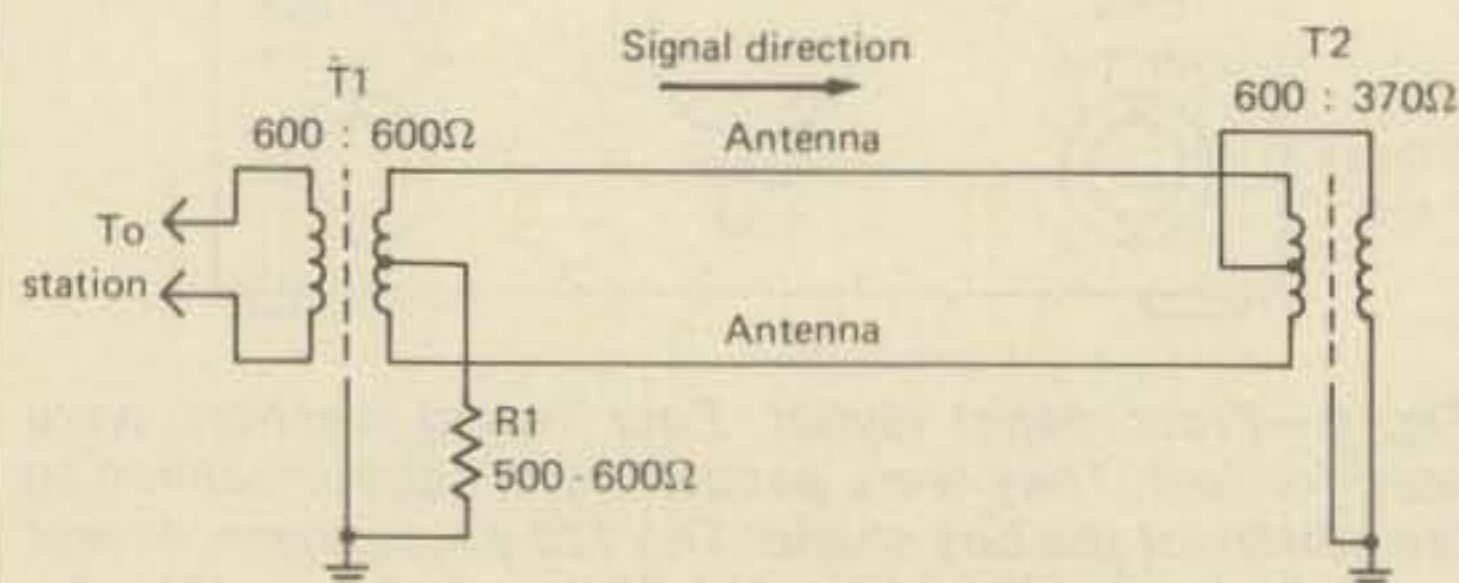 Signal direction
T1
T2
600 : 600Ω
600 : 370Ω
Antenna
To
station
Antenna
R1
500-600Ω